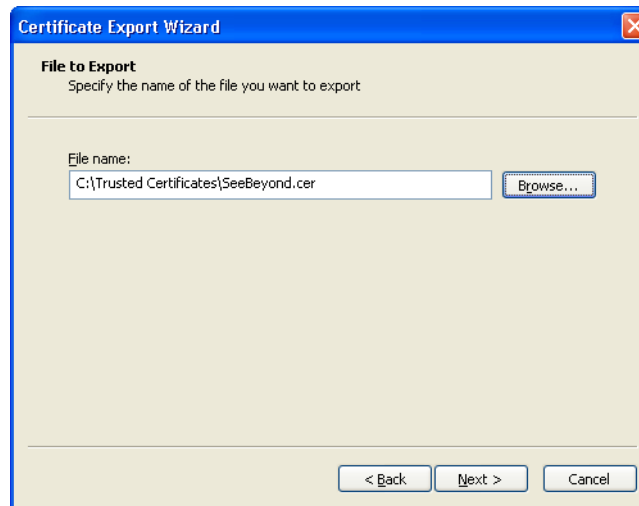 Certificate Export Wizard
File to Export
Specify the name of the file you want to export
File name:
C:\Trusted Certificates\SeeBeyond.cer
Browse...
< Back
Next >
Cancel